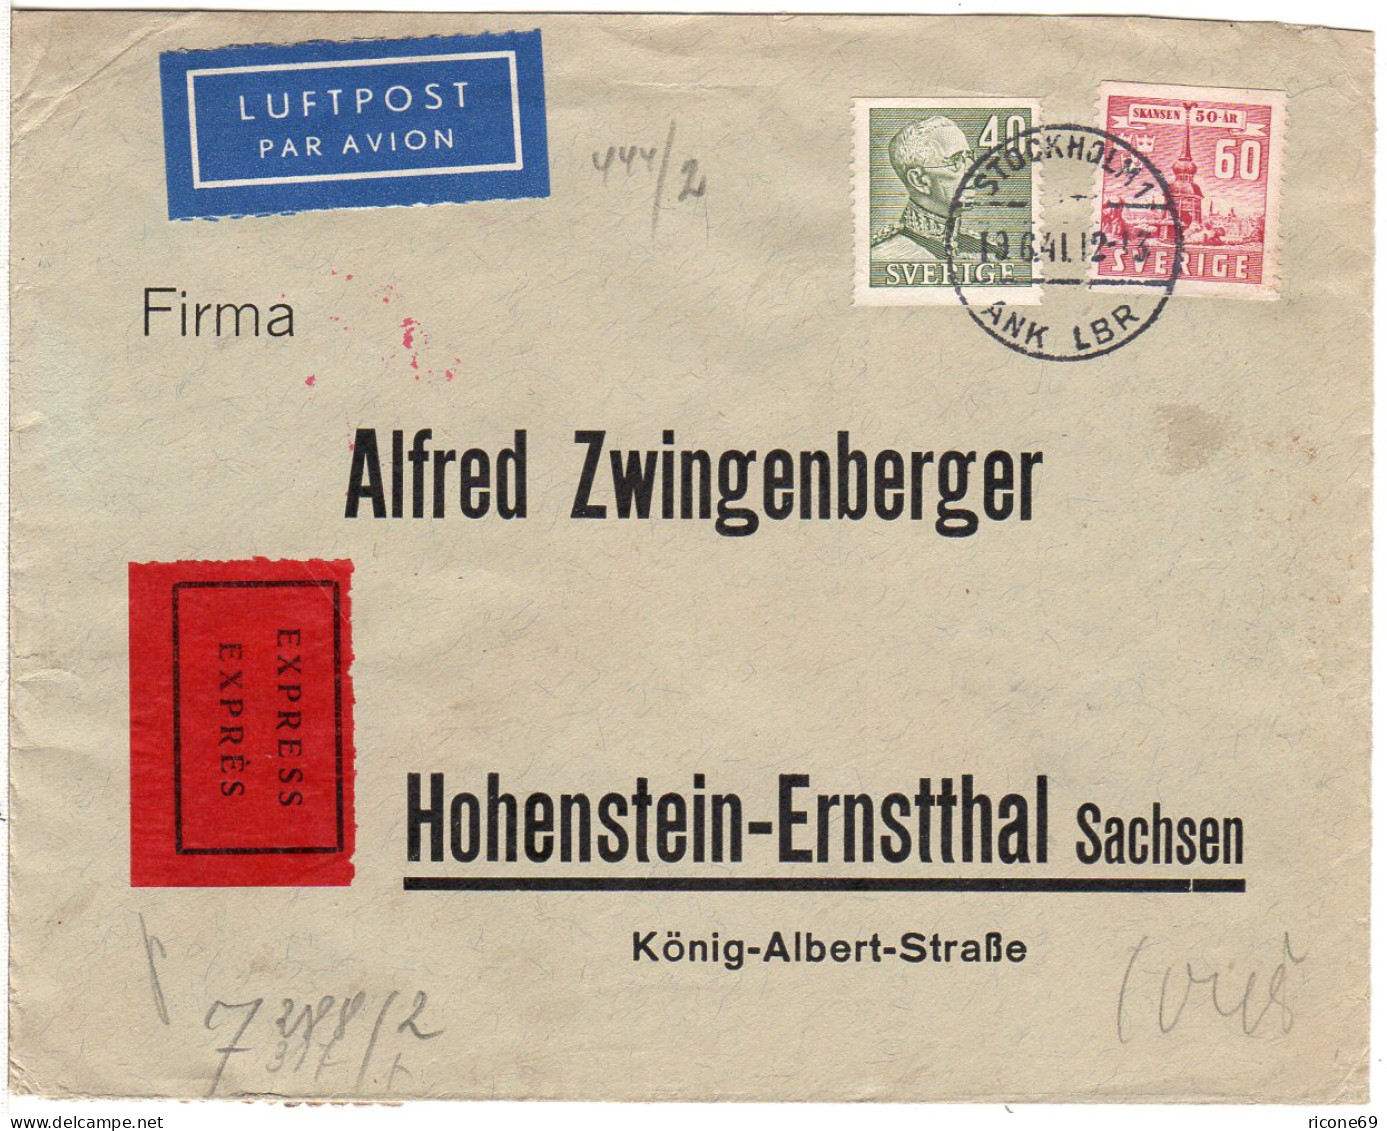 LUFTPOST
PAR AVION
444/2
40
SVERIGE
SKANSEN 50-ÅR
60
SVERIGE
STOCKHOLM 1
19.6.41.12-13
ANK LBR
Firma
Alfred Zwingenberger
EXPRESS
EXPRÈS
Hohenstein-Ernstthal Sachsen
König-Albert-Straße
ricone69